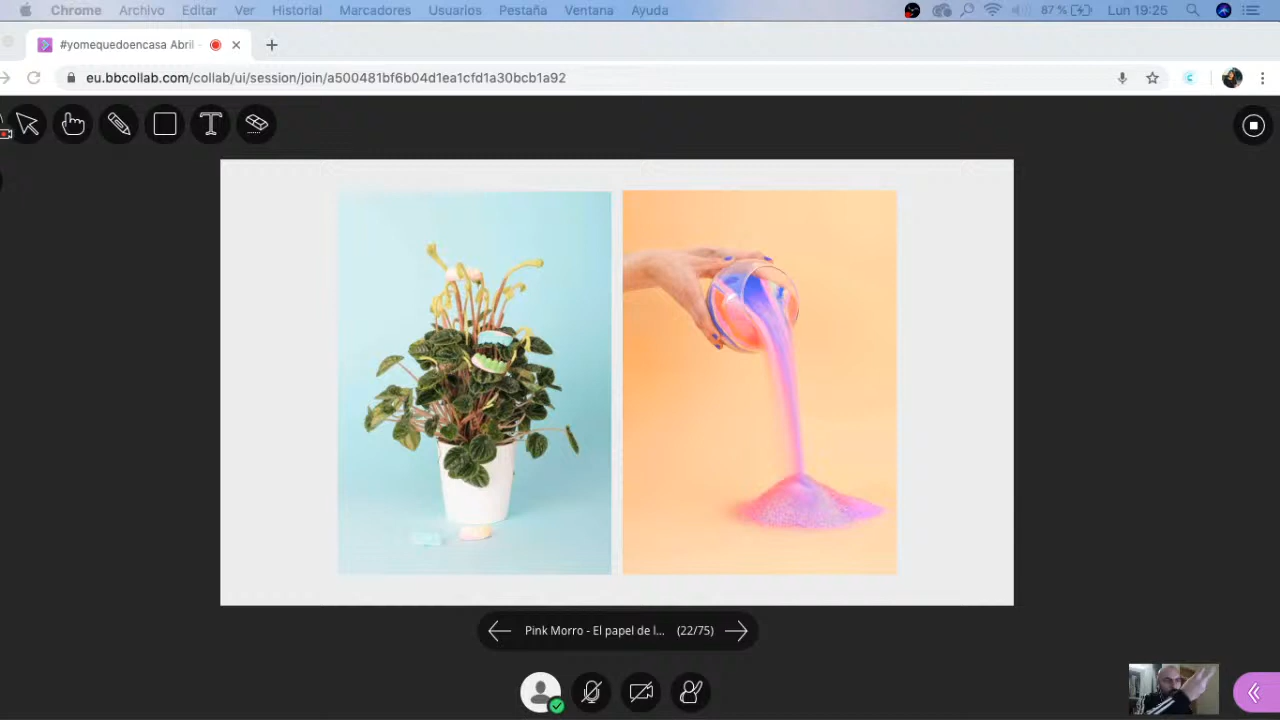 Chrome Archivo Editar Ver Historial Marcadores Usuarios Pestaña Ventana Ayuda 87 % Lun 19:25
#yomequedoencasa Abril -
eu.bbcollab.com/collab/ui/session/join/a500481bf6b04d1ea1cfd1a30bcb1a92
T
Pink Morro - El papel de l... (22/75)